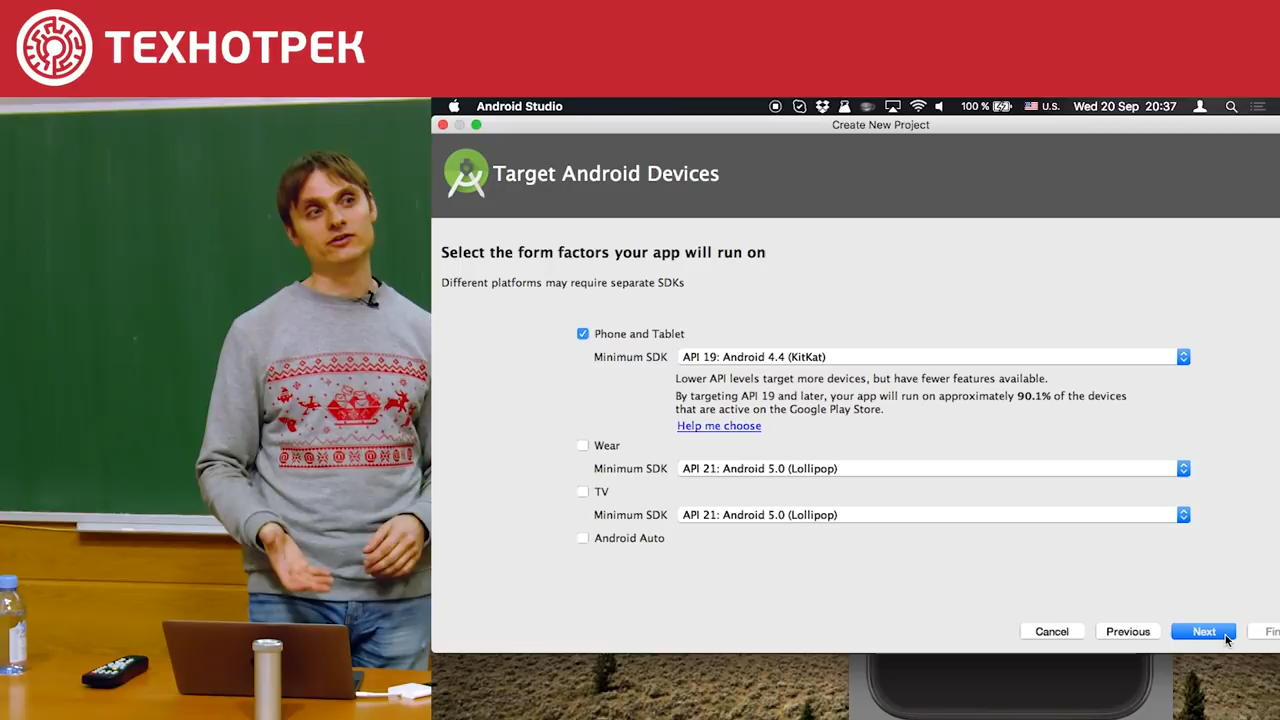 ТЕХНОТРЕК
Android Studio
100 %
U.S.
Wed 20 Sep 20:37
Create New Project
Target Android Devices
Select the form factors your app will run on
Different platforms may require separate SDKs
Phone and Tablet
Minimum SDK
API 19: Android 4.4 (KitKat)
Lower API levels target more devices, but have fewer features available.
By targeting API 19 and later, your app will run on approximately 90.1% of the devices
that are active on the Google Play Store.
Help me choose
Wear
Minimum SDK
API 21: Android 5.0 (Lollipop)
TV
Minimum SDK
API 21: Android 5.0 (Lollipop)
Android Auto
Cancel
Previous
Next
Fin